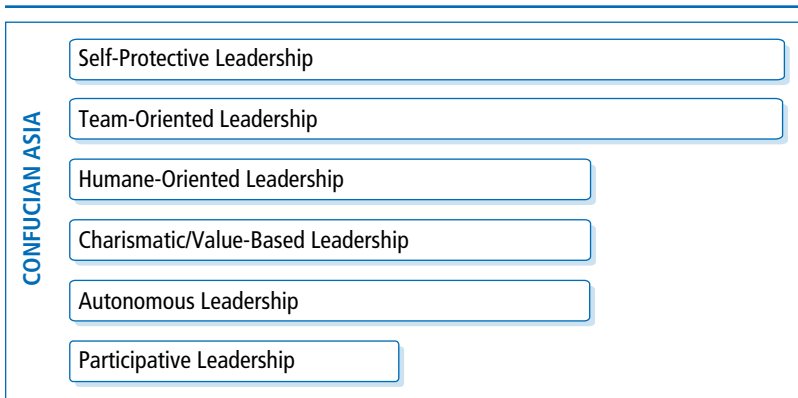 CONFUCIAN ASIA
Self-Protective Leadership
Team-Oriented Leadership
Humane-Oriented Leadership
Charismatic/Value-Based Leadership
Autonomous Leadership
Participative Leadership